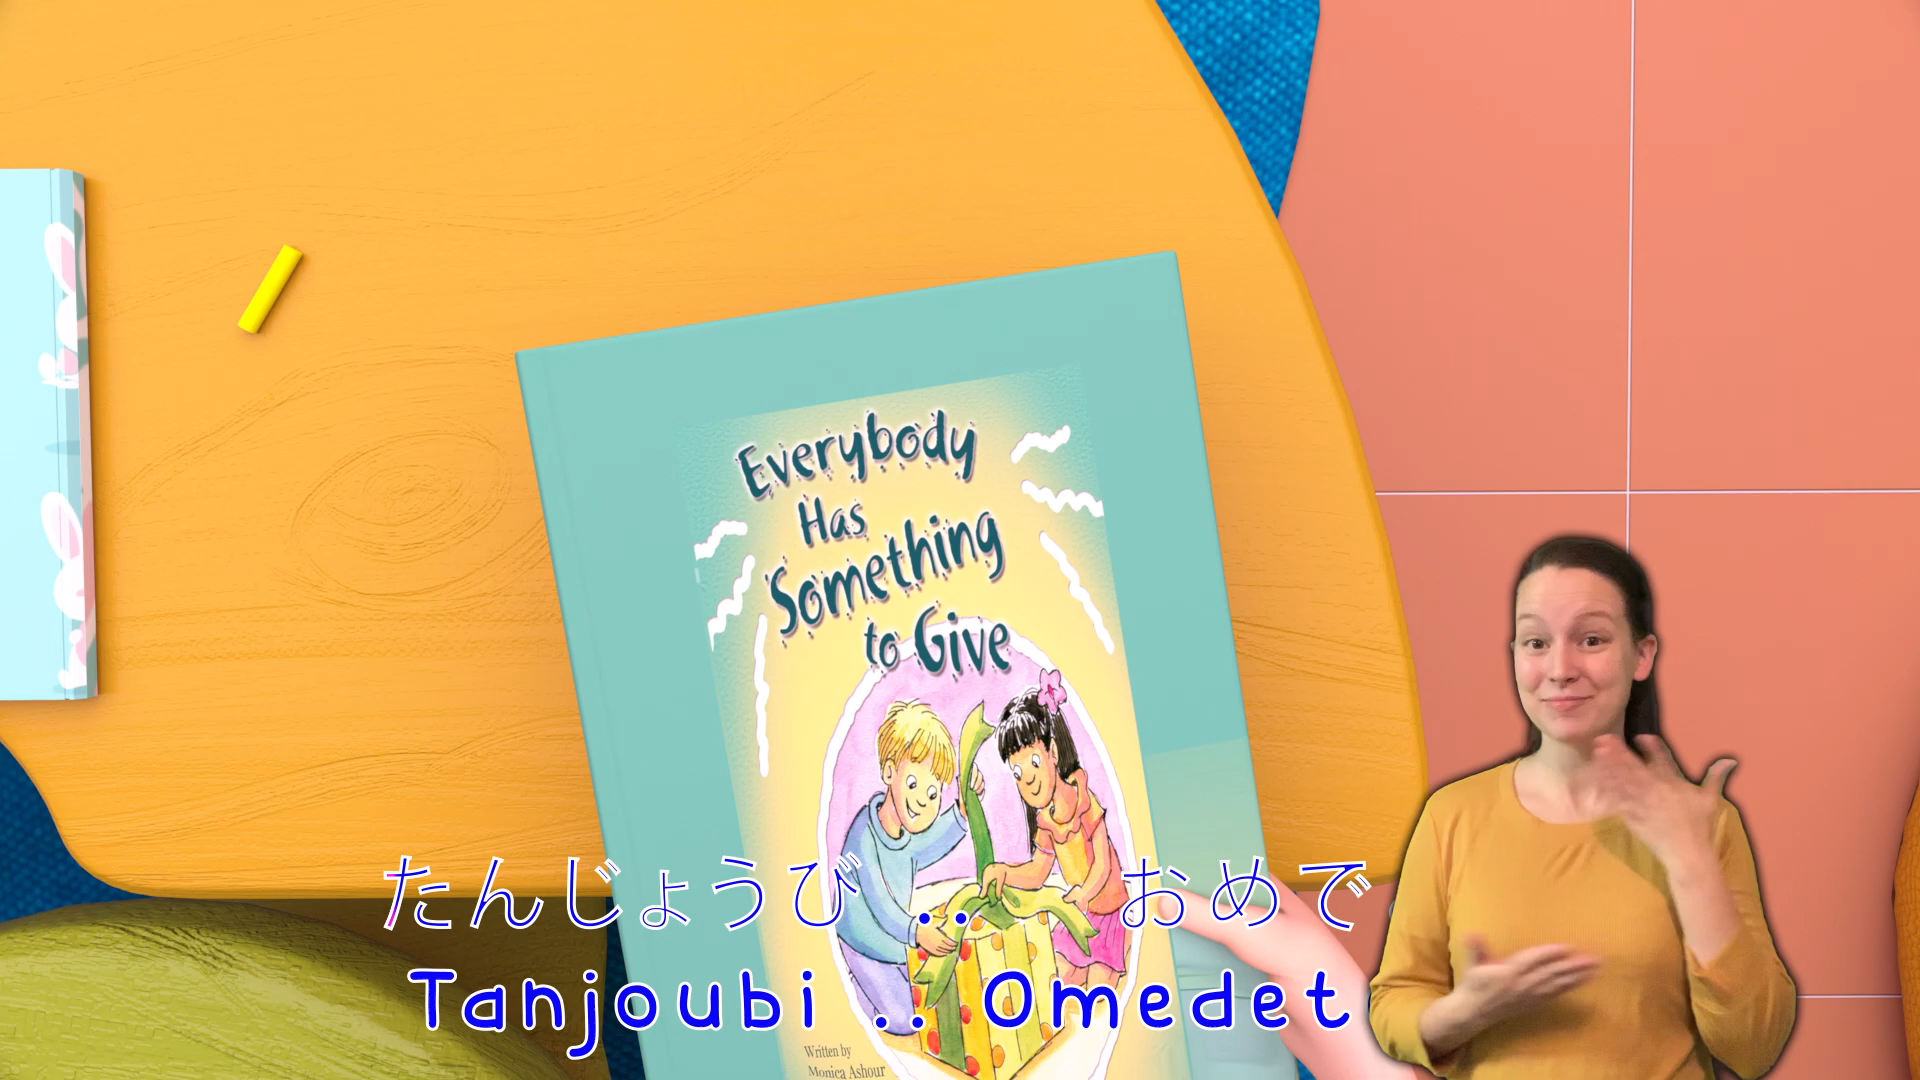 Everybody
Has
Something
to Give
たんじょうび .. おめで
Tanjoubi .. Omedet
Written by
Monica Ashour